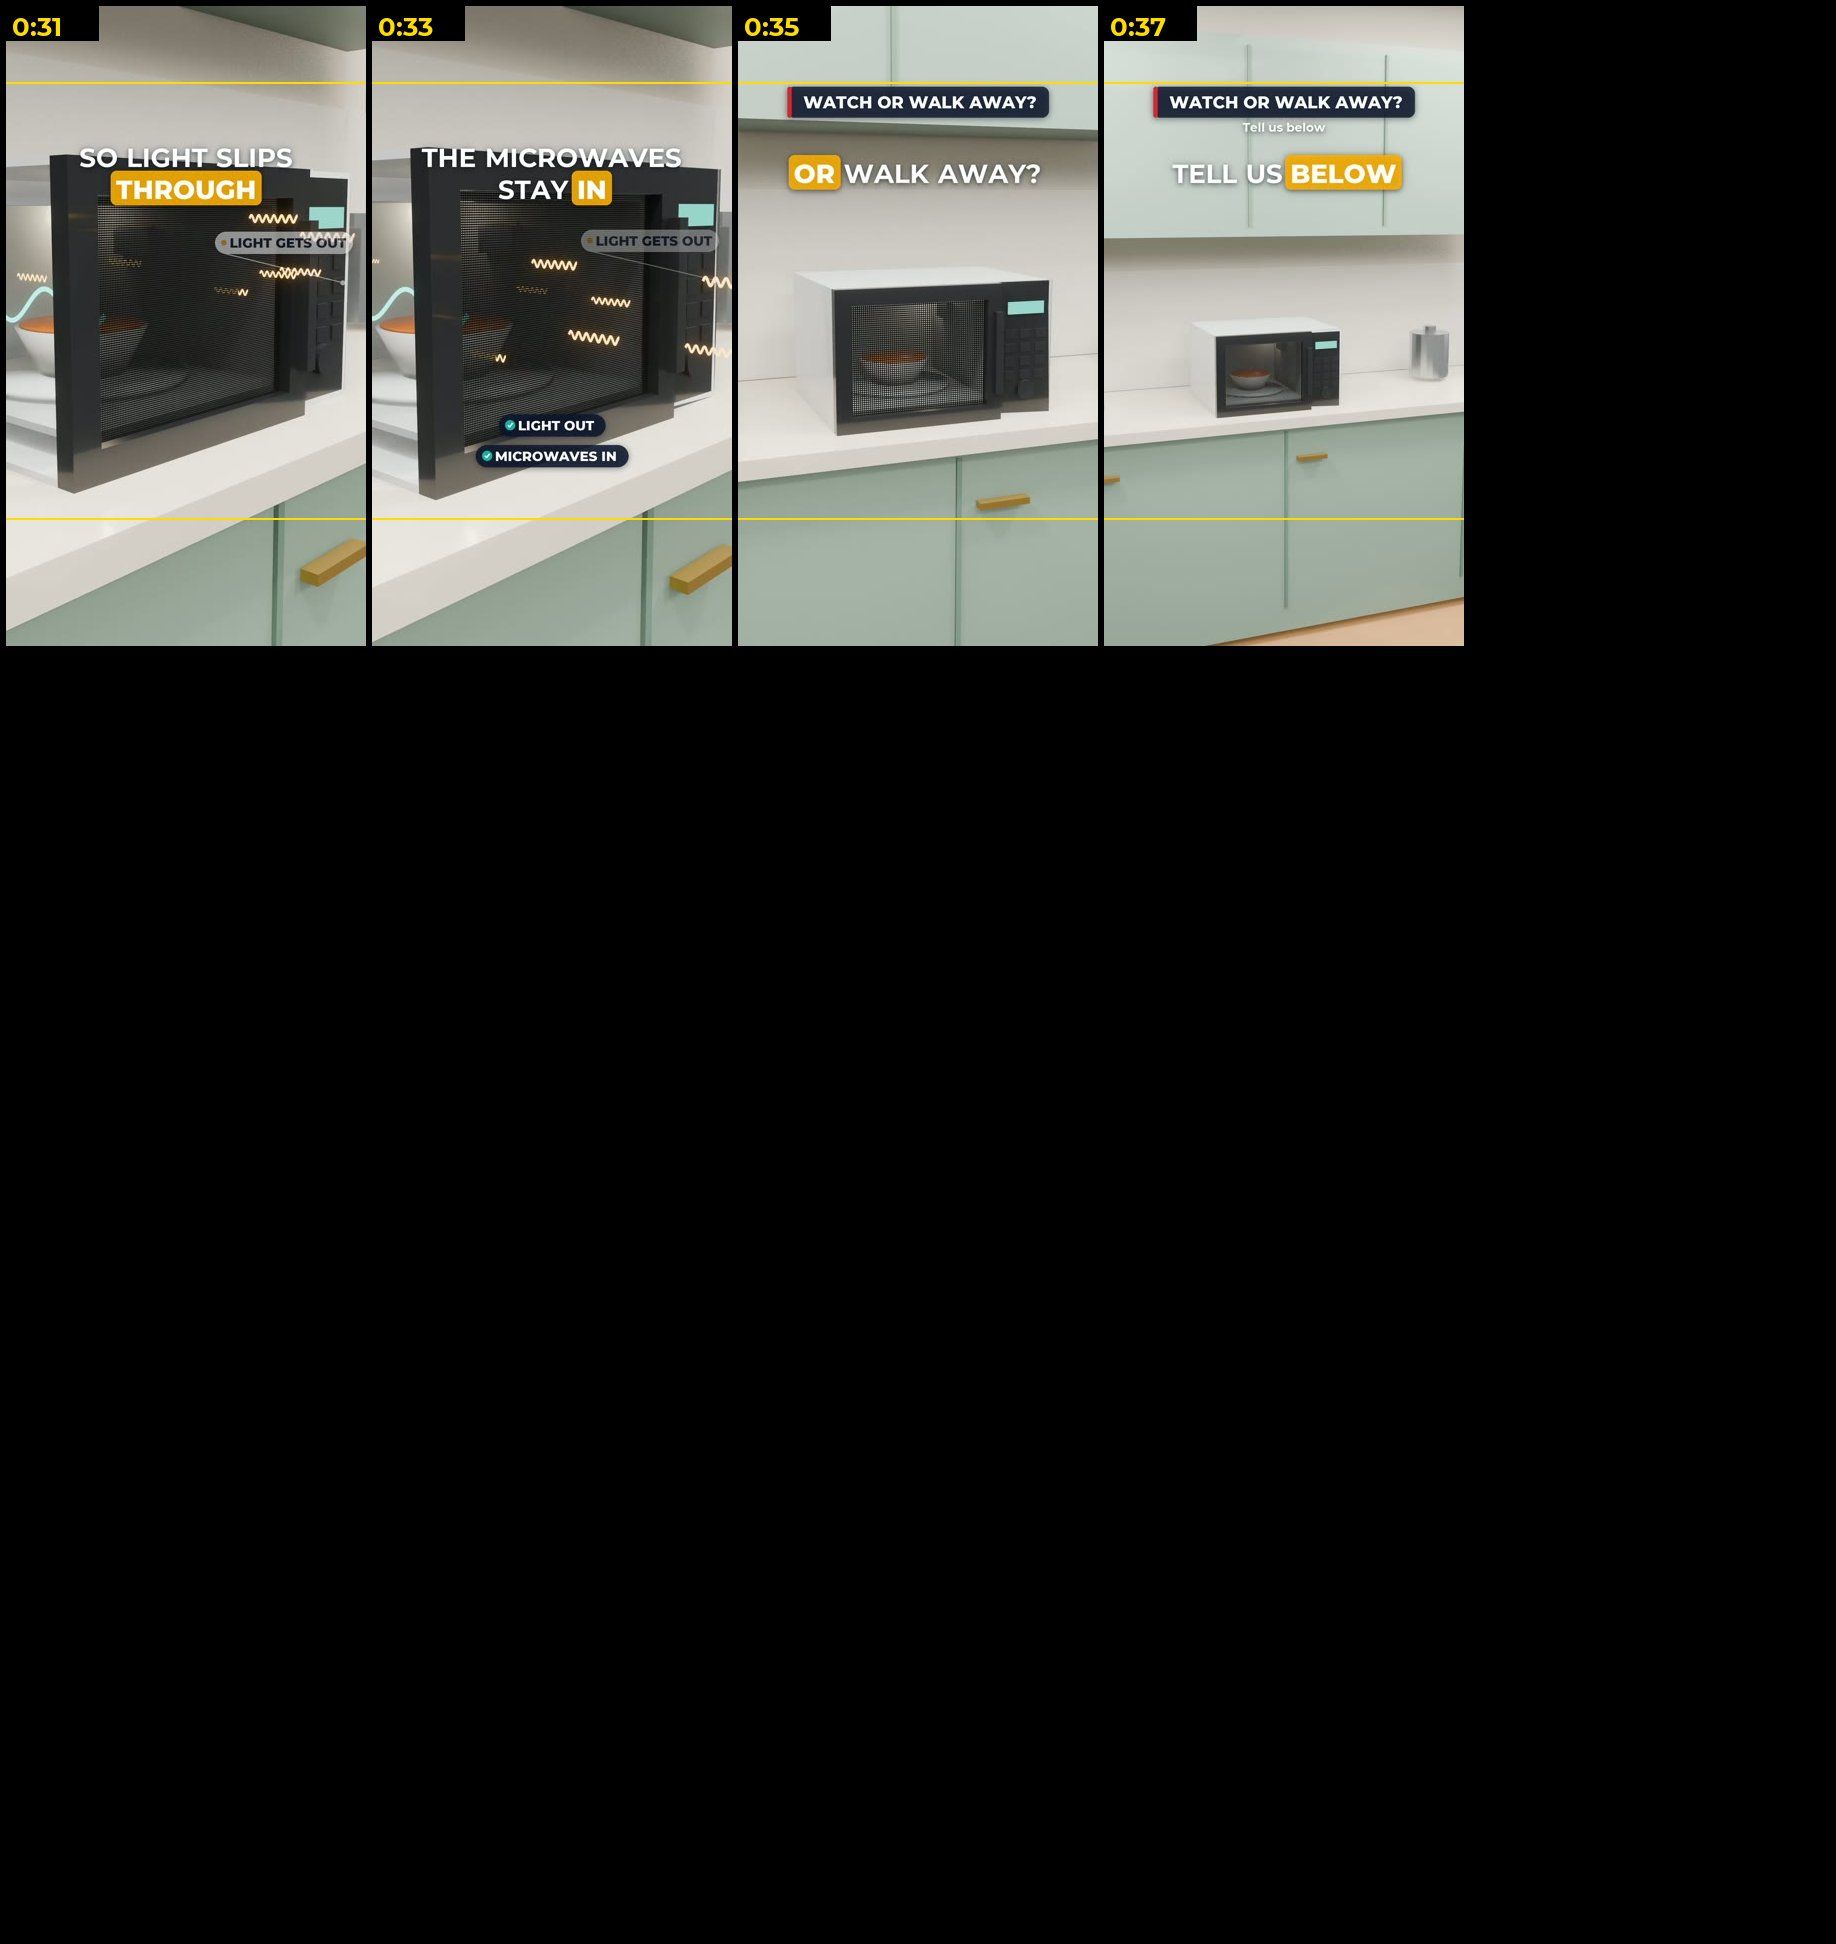 0:31
SO LIGHT SLIPS
THROUGH
LIGHT GETS OUT
0:33
THE MICROWAVES
STAY IN
LIGHT GETS OUT
LIGHT OUT
MICROWAVES IN
0:35
WATCH OR WALK AWAY?
OR WALK AWAY?
0:37
WATCH OR WALK AWAY?
Tell us below
TELL US BELOW